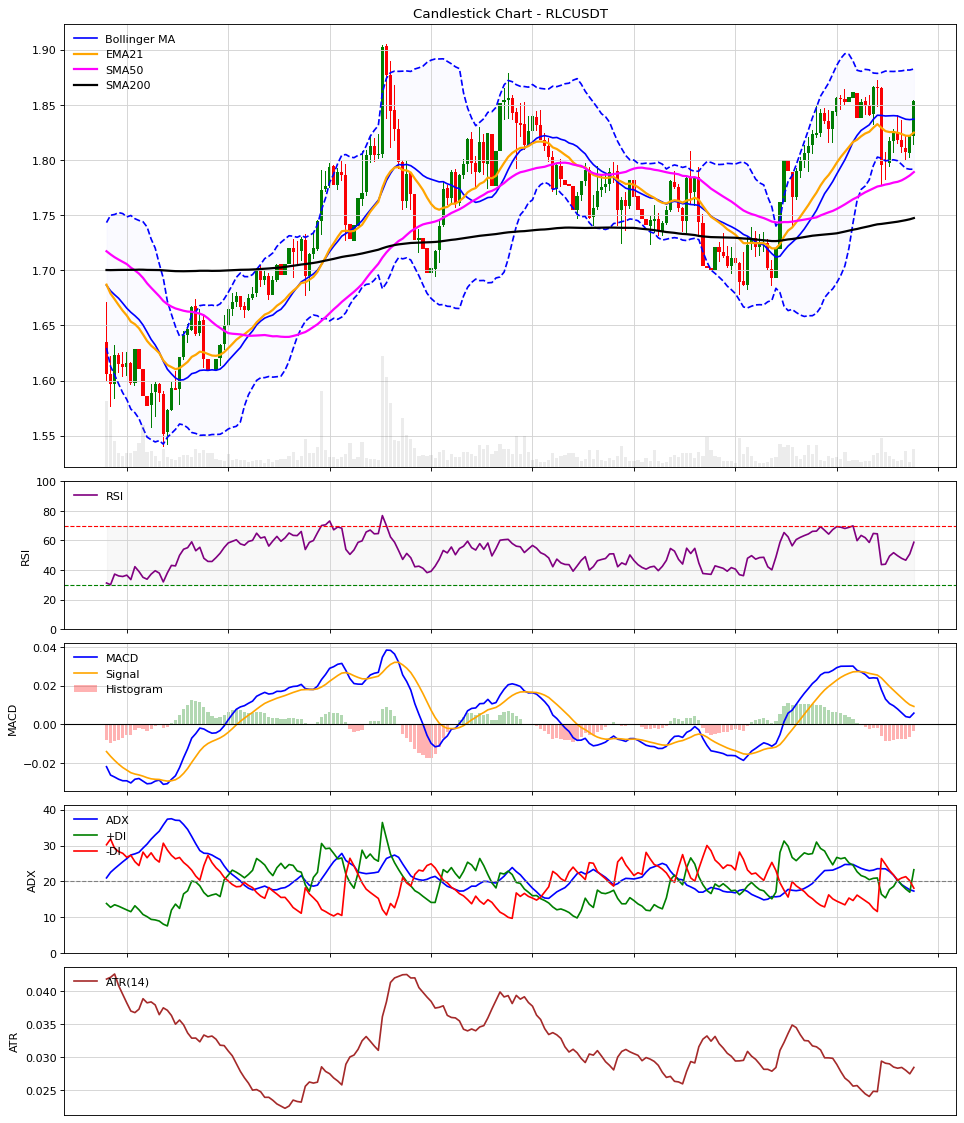 Candlestick Chart - RLCUSDT
Bollinger MA
EMA21
SMA50
SMA200
1.90
1.85
1.80
1.75
1.70
1.65
1.60
1.55
RSI
RSI
100
80
60
40
20
0
MACD
Signal
Histogram
MACD
0.04
0.02
0.00
−0.02
ADX
+DI
-DI
ADX
40
30
20
10
0
ATR(14)
ATR
0.040
0.035
0.030
0.025